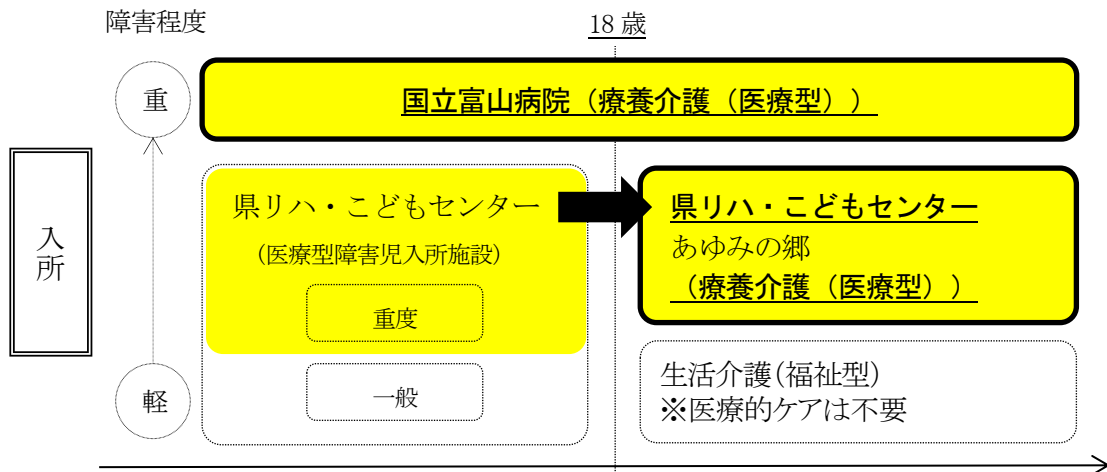 障害程度
18歳
重
国立富山病院（療養介護（医療型））
入所
県リハ・こどもセンター
（医療型障害児入所施設）
重度
一般
県リハ・こどもセンター
あゆみの郷
（療養介護（医療型））
軽
生活介護(福祉型)
※医療的ケアは不要